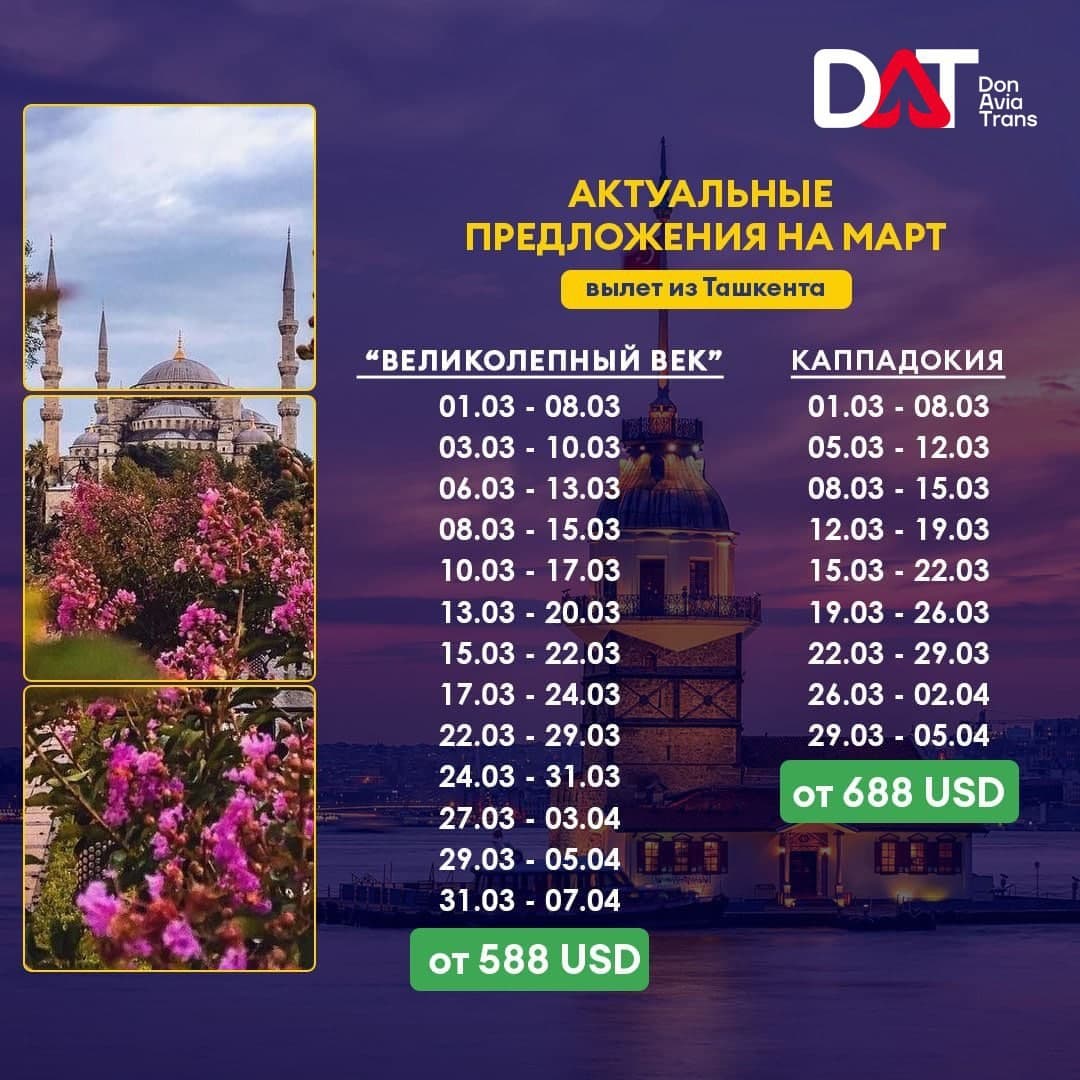 DAT
Don
Avia
Trans
АКТУАЛЬНЫЕ
ПРЕДЛОЖЕНИЯ НА МАРТ
вылет из Ташкента
“ВЕЛИКОЛЕПНЫЙ ВЕК”
01.03 - 08.03
03.03 - 10.03
06.03 - 13.03
08.03 - 15.03
10.03 - 17.03
13.03 - 20.03
15.03 - 22.03
17.03 - 24.03
22.03 - 29.03
24.03 - 31.03
27.03 - 03.04
29.03 - 05.04
31.03 - 07.04
от 588 USD
КАППАДОКИЯ
01.03 - 08.03
05.03 - 12.03
08.03 - 15.03
12.03 - 19.03
15.03 - 22.03
19.03 - 26.03
22.03 - 29.03
26.03 - 02.04
29.03 - 05.04
от 688 USD